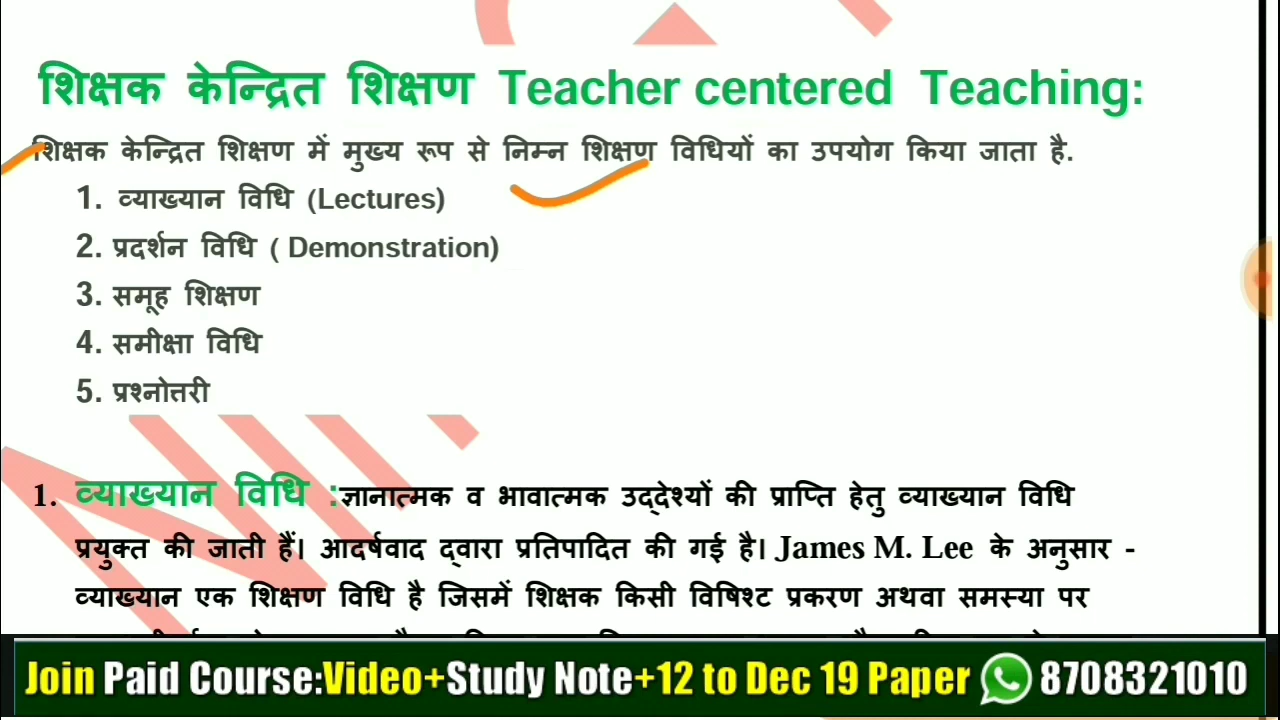 शिक्षक केन्द्रित शिक्षण Teacher centered Teaching:
शिक्षक केन्द्रित शिक्षण में मुख्य रूप से निम्न शिक्षण विधियों का उपयोग किया जाता है.
1. व्याख्यान विधि (Lectures)
2. प्रदर्शन विधि ( Demonstration)
3. समूह शिक्षण
4. समीक्षा विधि
5. प्रश्नोत्तरी
1. व्याख्यान विधि :ज्ञानात्मक व भावात्मक उद्देश्यों की प्राप्ति हेतु व्याख्यान विधि
प्रयुक्त की जाती हैं। आदर्षवाद द्वारा प्रतिपादित की गई है। James M. Lee के अनुसार -
व्याख्यान एक शिक्षण विधि है जिसमें शिक्षक किसी विषिश्ट प्रकरण अथवा समस्या पर
Join Paid Course:Video+Study Note+12 to Dec 19 Paper 8708321010